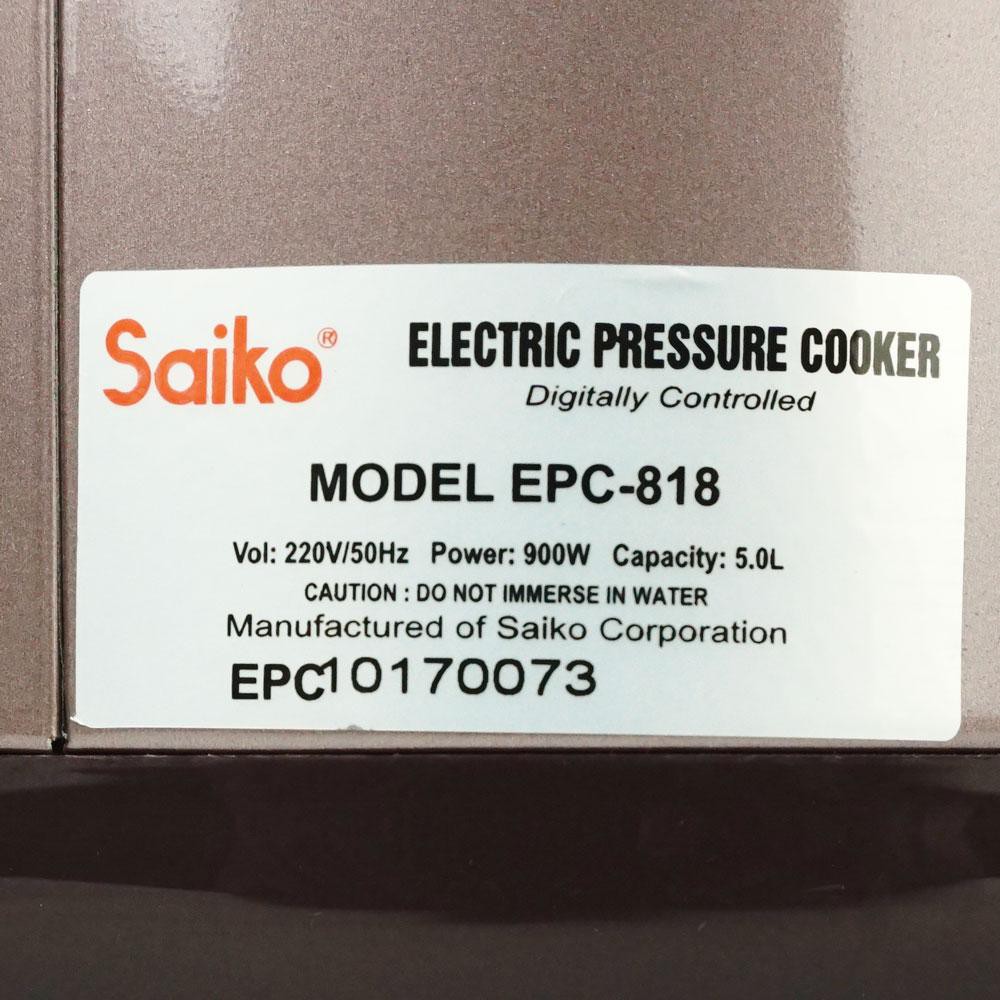 Saiko®
ELECTRIC PRESSURE COOKER
Digitally Controlled
MODEL EPC-818
Vol: 220V/50Hz Power: 900W Capacity: 5.0L
CAUTION : DO NOT IMMERSE IN WATER
Manufactured of Saiko Corporation
EPC10170073